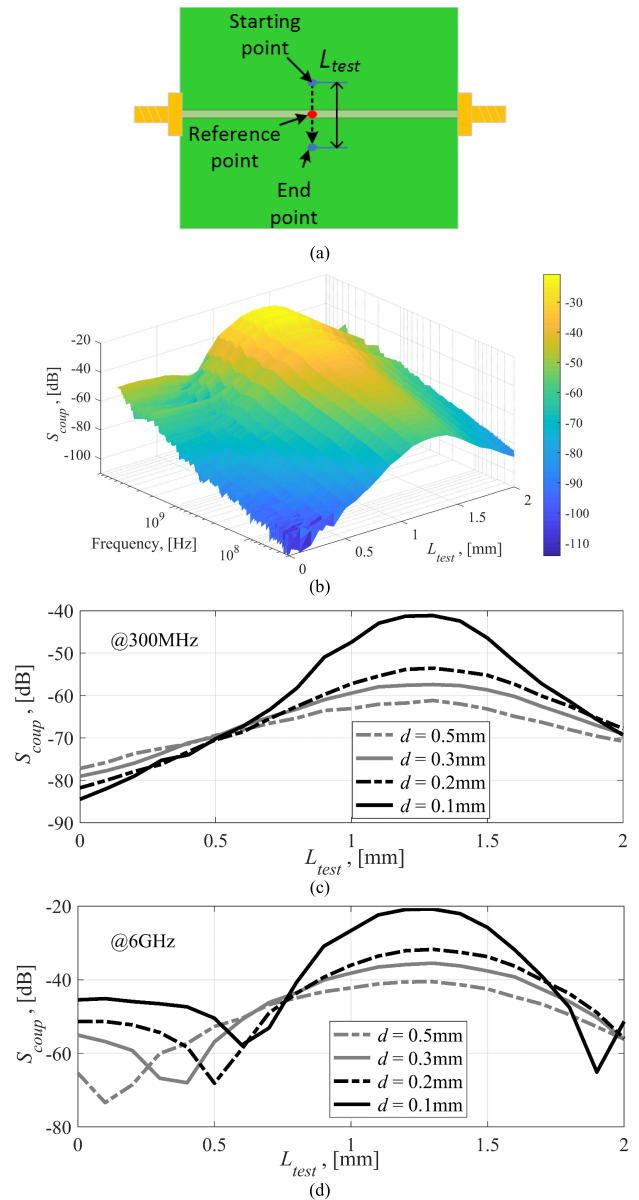 Starting
point
L_test
Reference
point
End
point
(a)
-20
-40
-60
-80
-100
S_coup , [dB]
10^9
10^8
Frequency, [Hz]
0
0.5
1
1.5
2
L_test , [mm]
-30
-40
-50
-60
-70
-80
-90
-100
-110
(b)
-40
-50
-60
-70
-80
-90
S_coup , [dB]
@300MHz
d = 0.5mm
d = 0.3mm
d = 0.2mm
d = 0.1mm
0 0.5 1 1.5 2
L_test , [mm]
(c)
-20
-40
-60
-80
S_coup , [dB]
@6GHz
d = 0.5mm
d = 0.3mm
d = 0.2mm
d = 0.1mm
0 0.5 1 1.5 2
L_test , [mm]
(d)